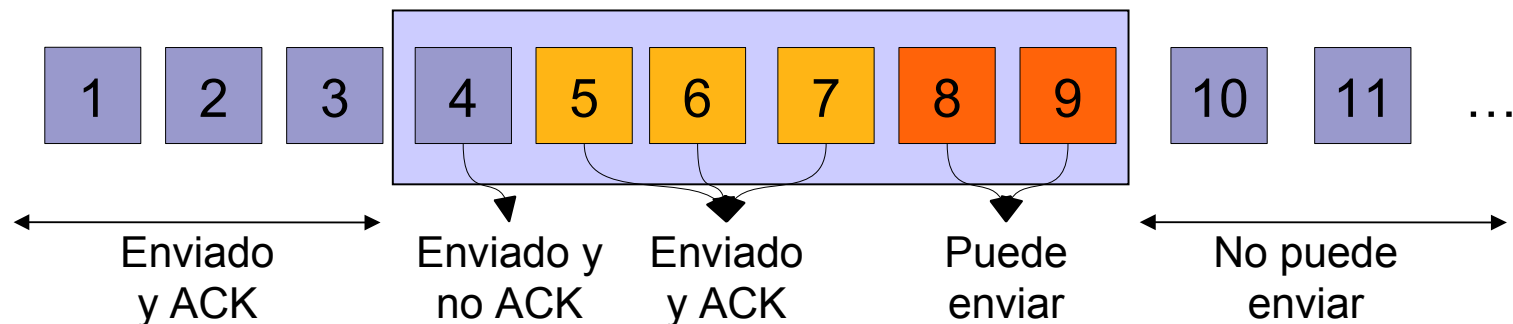 1 2 3 4 5 6 7 8 9 10 11 ...
Enviado
y ACK
Enviado y
no ACK
Enviado
y ACK
Puede
enviar
No puede
enviar